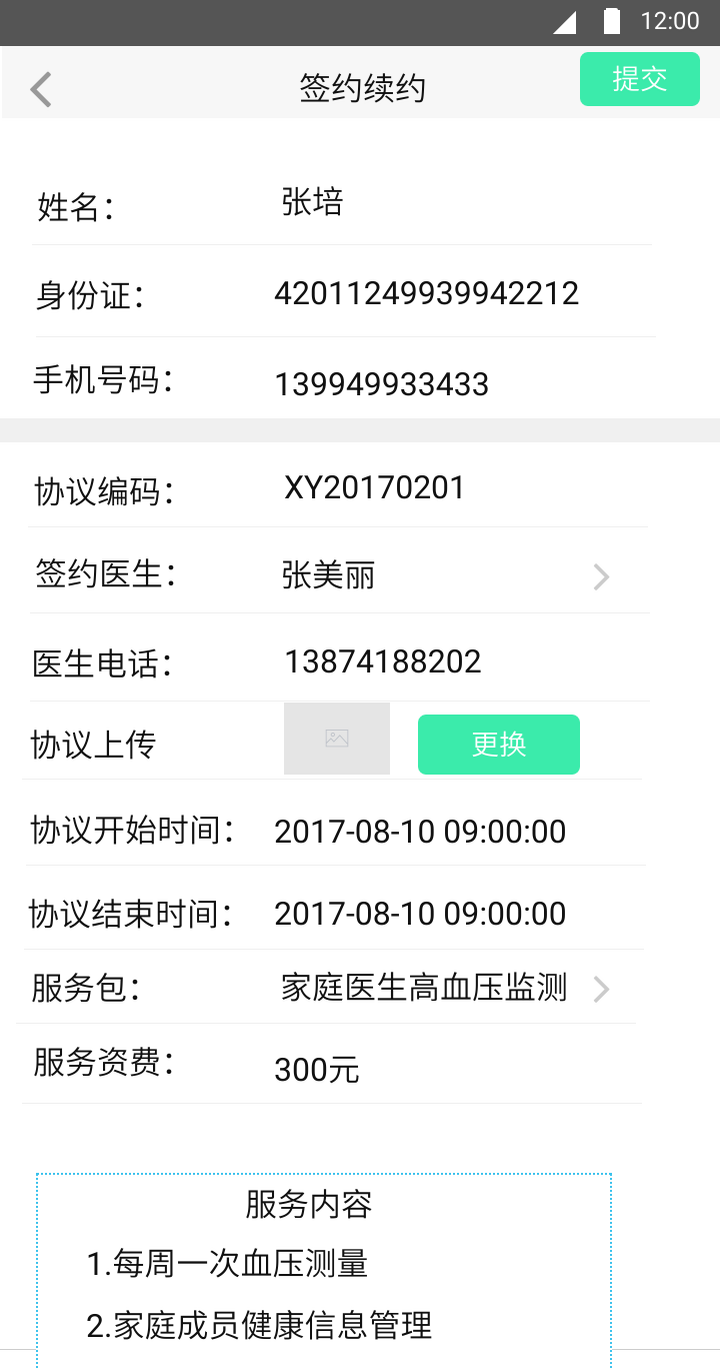 12:00
签约续约
提交
姓名： 张培
身份证： 42011249939942212
手机号码： 139949933433
协议编码： XY20170201
签约医生： 张美丽
医生电话： 13874188202
协议上传 更换
协议开始时间： 2017-08-10 09:00:00
协议结束时间： 2017-08-10 09:00:00
服务包： 家庭医生高血压监测
服务资费： 300元
服务内容
1.每周一次血压测量
2.家庭成员健康信息管理